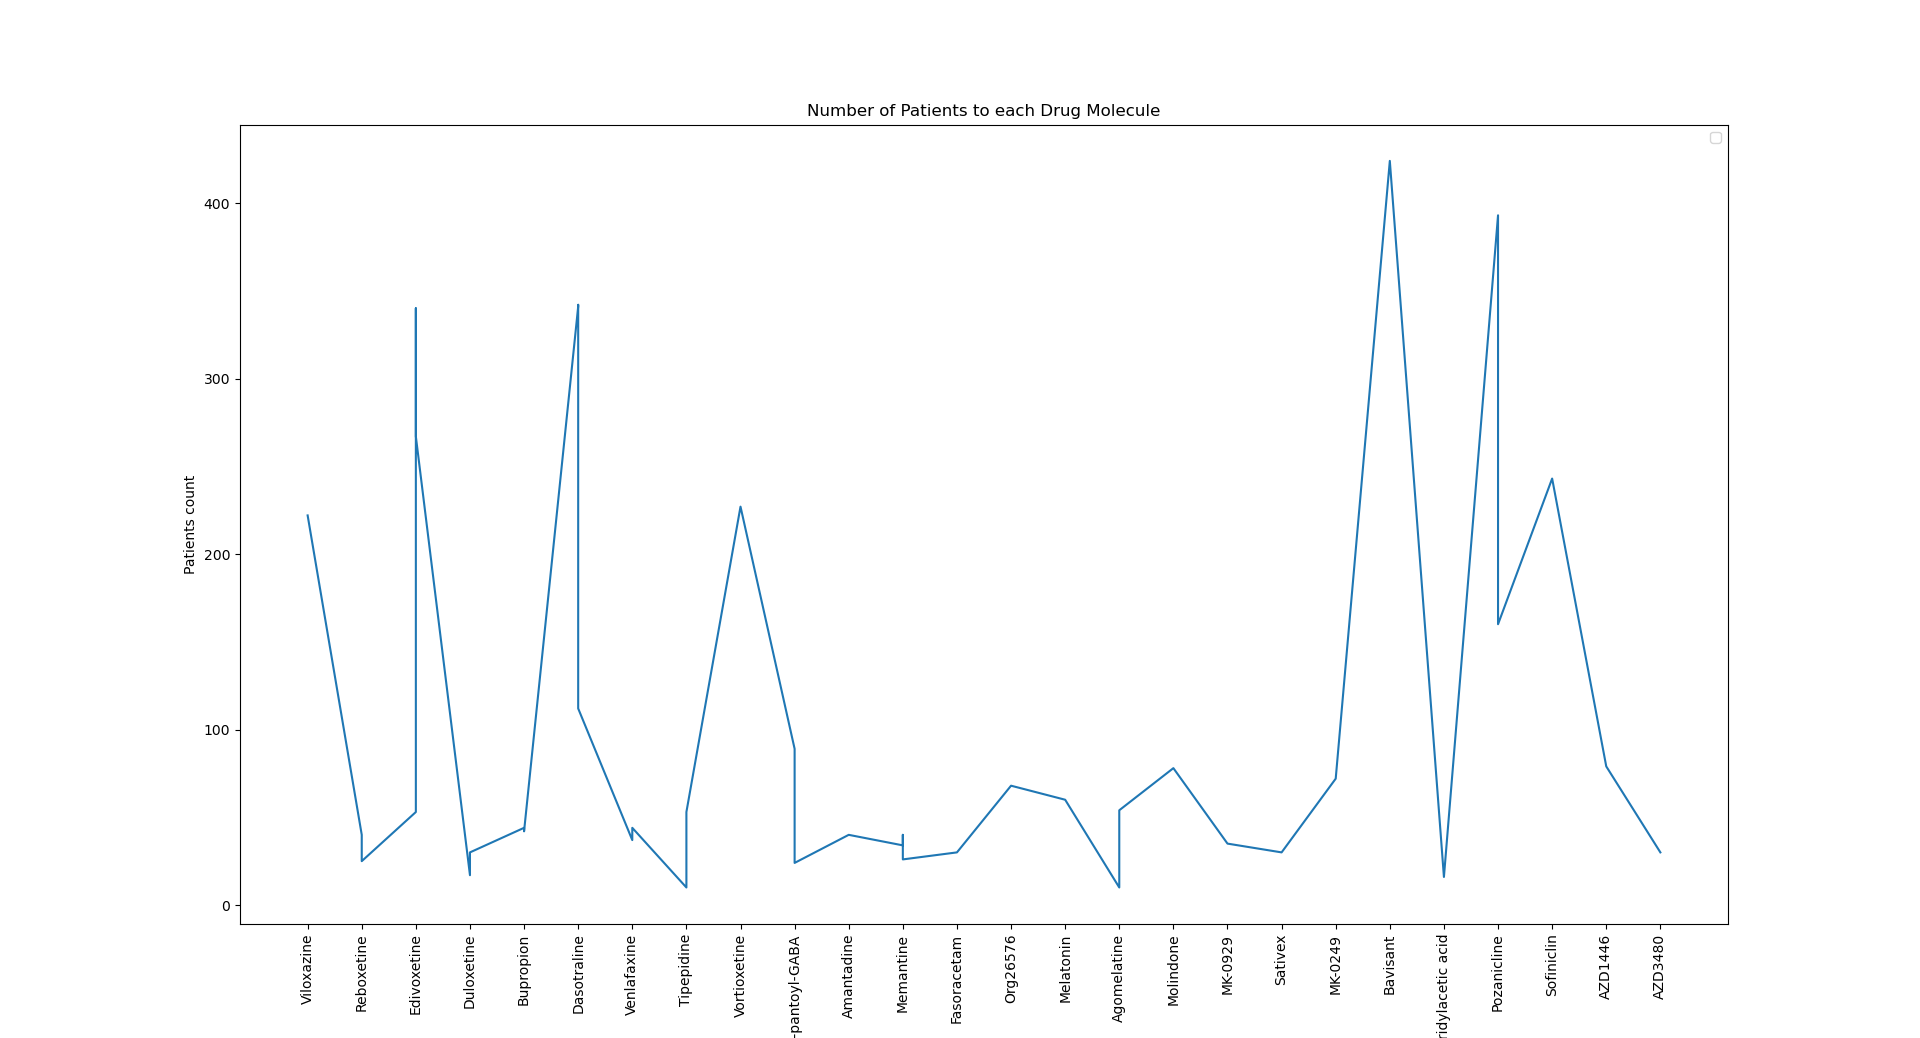 Number of Patients to each Drug Molecule
Patients count
400
300
200
100
0
Viloxazine
Reboxetine
Edivoxetine
Duloxetine
Bupropion
Dasotraline
Venlafaxine
Tipepidine
Vortioxetine
-pantoyl-GABA
Amantadine
Memantine
Fasoracetam
Org26576
Melatonin
Agomelatine
Molindone
MK-0929
Sativex
MK-0249
Bavisant
ridylacetic acid
Pozanicline
Sofiniclin
AZD1446
AZD3480